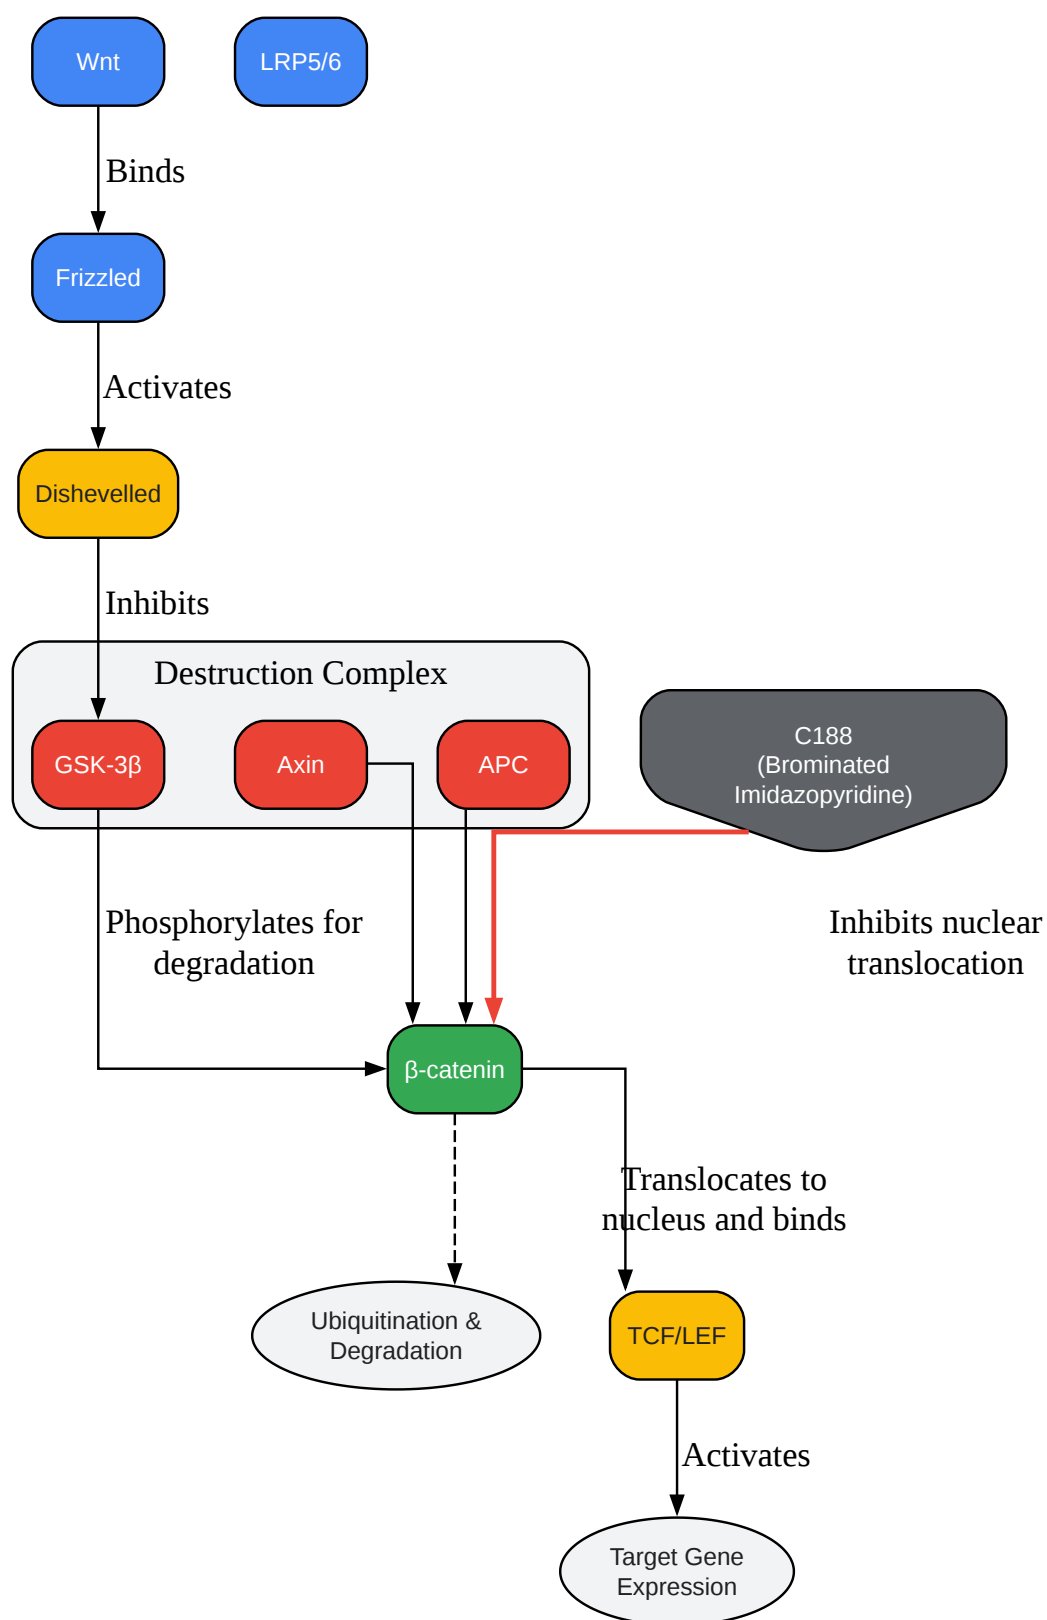 Wnt
LRP5/6
Binds
Frizzled
Activates
Dishevelled
Inhibits
Destruction Complex
GSK-3β
Axin
APC
C188
(Brominated
Imidazopyridine)
Phosphorylates for
degradation
Inhibits nuclear
translocation
β-catenin
Translocates to
nucleus and binds
Ubiquitination &
Degradation
TCF/LEF
Activates
Target Gene
Expression